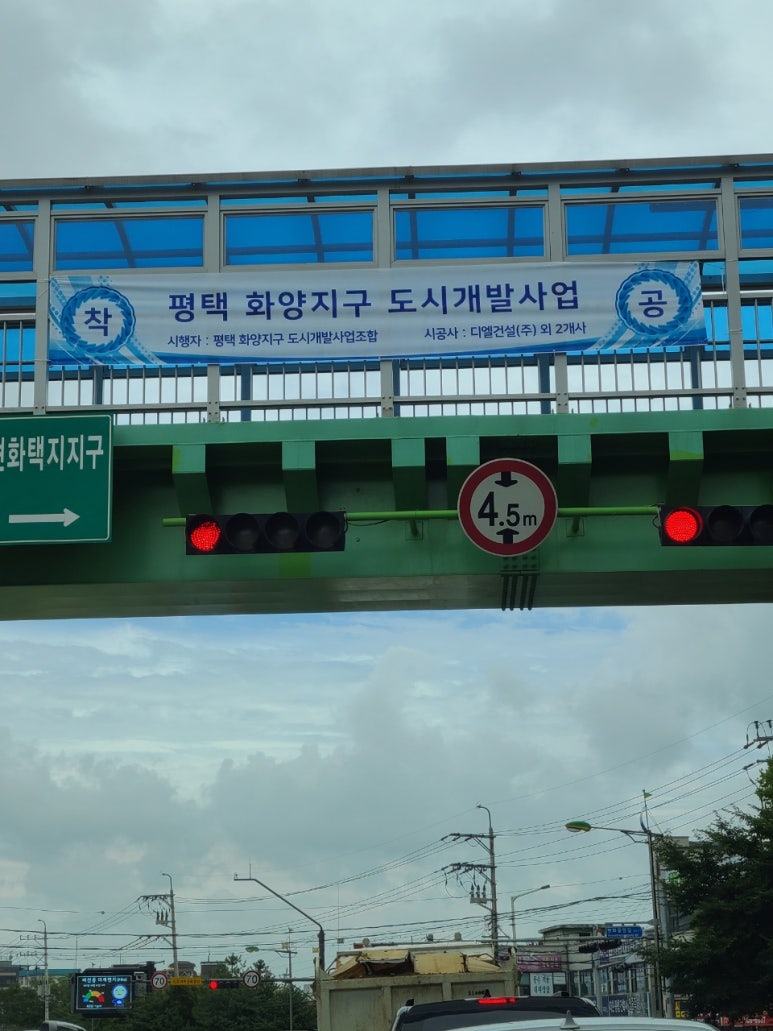 착 평택 화양지구 도시개발사업 공
시행자 : 평택 화양지구 도시개발사업조합 시공사 : 디엘건설(주) 외 2개사
현화택지지구
4.5m
70
70